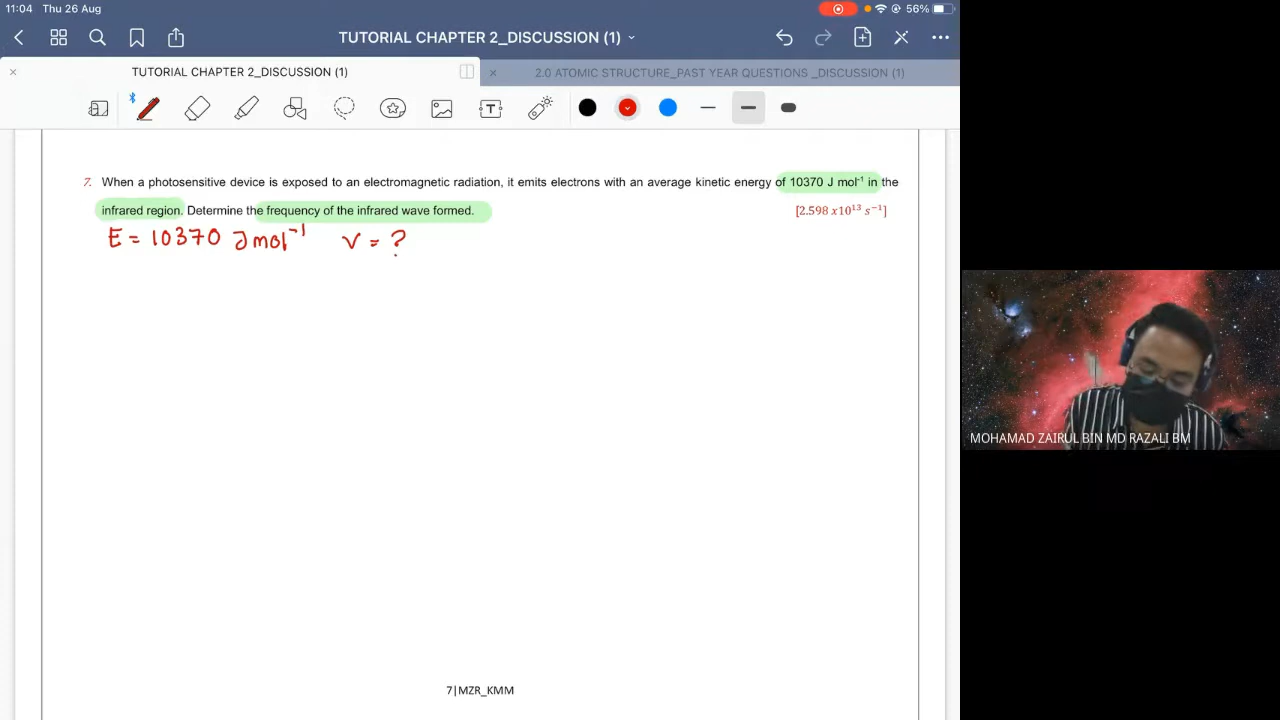 11:04 Thu 26 Aug
56%
TUTORIAL CHAPTER 2_DISCUSSION (1)
TUTORIAL CHAPTER 2_DISCUSSION (1)
2.0 ATOMIC STRUCTURE_PAST YEAR QUESTIONS _DISCUSSION (1)
T
7. When a photosensitive device is exposed to an electromagnetic radiation, it emits electrons with an average kinetic energy of 10370 J mol⁻¹ in the
infrared region. Determine the frequency of the infrared wave formed. [2.598 x10¹³ s⁻¹]
E = 10370 J mol⁻¹ ν = ?
MOHAMAD ZAIRUL BIN MD RAZALI BM
7|MZR_KMM